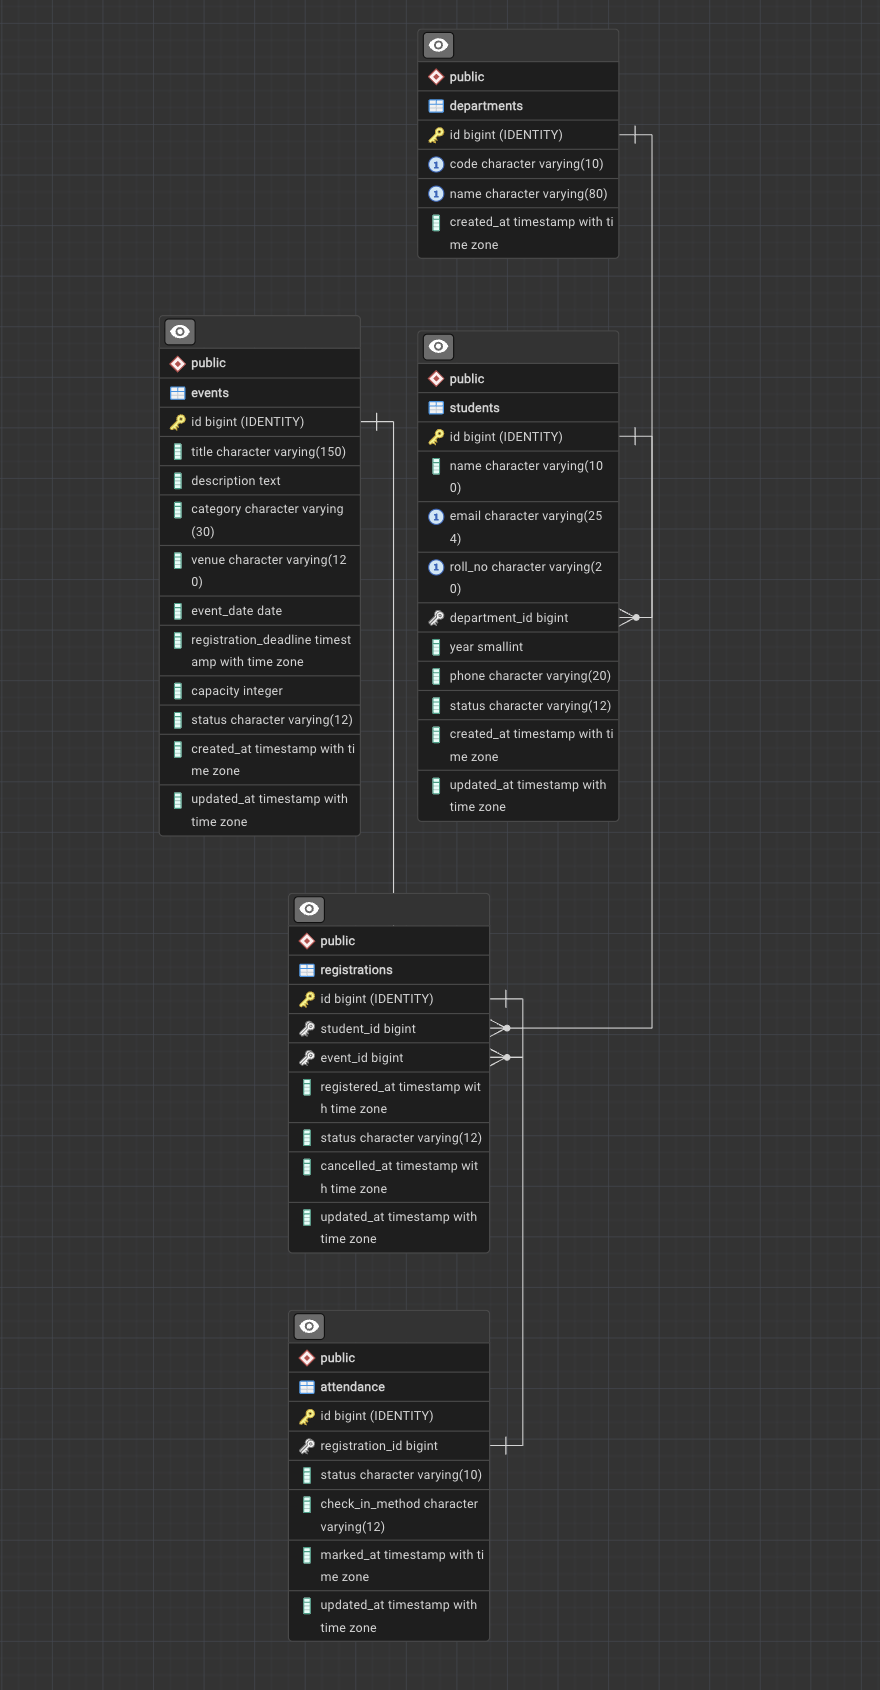 public
departments
id bigint (IDENTITY)
1 code character varying(10)
1 name character varying(80)
created_at timestamp with ti
me zone
public
events
id bigint (IDENTITY)
title character varying(150)
description text
category character varying
(30)
venue character varying(12
0)
event_date date
registration_deadline timest
amp with time zone
capacity integer
status character varying(12)
created_at timestamp with ti
me zone
updated_at timestamp with
time zone
public
students
id bigint (IDENTITY)
name character varying(10
0)
1 email character varying(25
4)
1 roll_no character varying(2
0)
department_id bigint
year smallint
phone character varying(20)
status character varying(12)
created_at timestamp with ti
me zone
updated_at timestamp with
time zone
public
registrations
id bigint (IDENTITY)
student_id bigint
event_id bigint
registered_at timestamp wit
h time zone
status character varying(12)
cancelled_at timestamp wit
h time zone
updated_at timestamp with
time zone
public
attendance
id bigint (IDENTITY)
registration_id bigint
status character varying(10)
check_in_method character
varying(12)
marked_at timestamp with ti
me zone
updated_at timestamp with
time zone